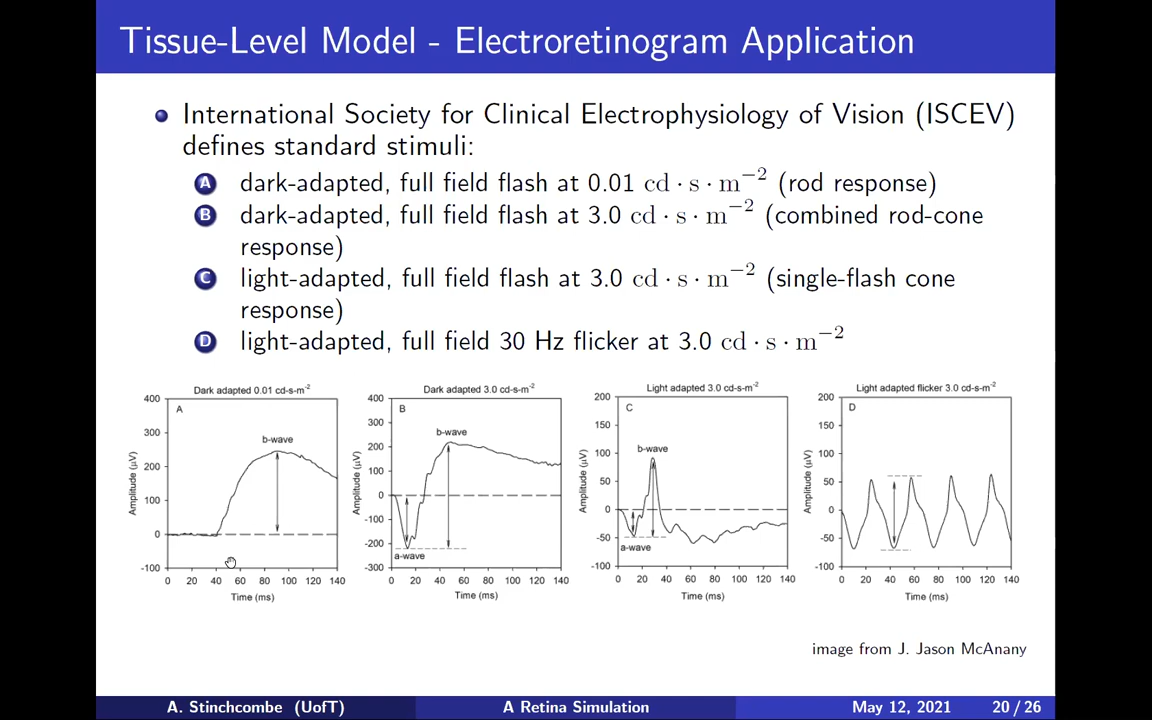 Tissue-Level Model - Electroretinogram Application
International Society for Clinical Electrophysiology of Vision (ISCEV)
defines standard stimuli:
A dark-adapted, full field flash at 0.01 cd · s · m⁻² (rod response)
B dark-adapted, full field flash at 3.0 cd · s · m⁻² (combined rod-cone
response)
C light-adapted, full field flash at 3.0 cd · s · m⁻² (single-flash cone
response)
D light-adapted, full field 30 Hz flicker at 3.0 cd · s · m⁻²
Dark adapted 0.01 cd-s-m⁻²
400
300
200
100
0
-100
Amplitude (µV)
A
b-wave
0 20 40 60 80 100 120 140
Time (ms)
Dark adapted 3.0 cd-s-m⁻²
400
300
200
100
0
-100
-200
-300
Amplitude (µV)
B
b-wave
a-wave
0 20 40 60 80 100 120 140
Time (ms)
Light adapted 3.0 cd-s-m⁻²
200
150
100
50
0
-50
-100
Amplitude (µV)
C
b-wave
a-wave
0 20 40 60 80 100 120 140
Time (ms)
Light adapted flicker 3.0 cd-s-m⁻²
200
150
100
50
0
-50
-100
Amplitude (µV)
D
0 20 40 60 80 100 120 140
Time (ms)
image from J. Jason McAnany
A. Stinchcombe (UofT) A Retina Simulation May 12, 2021 20 / 26